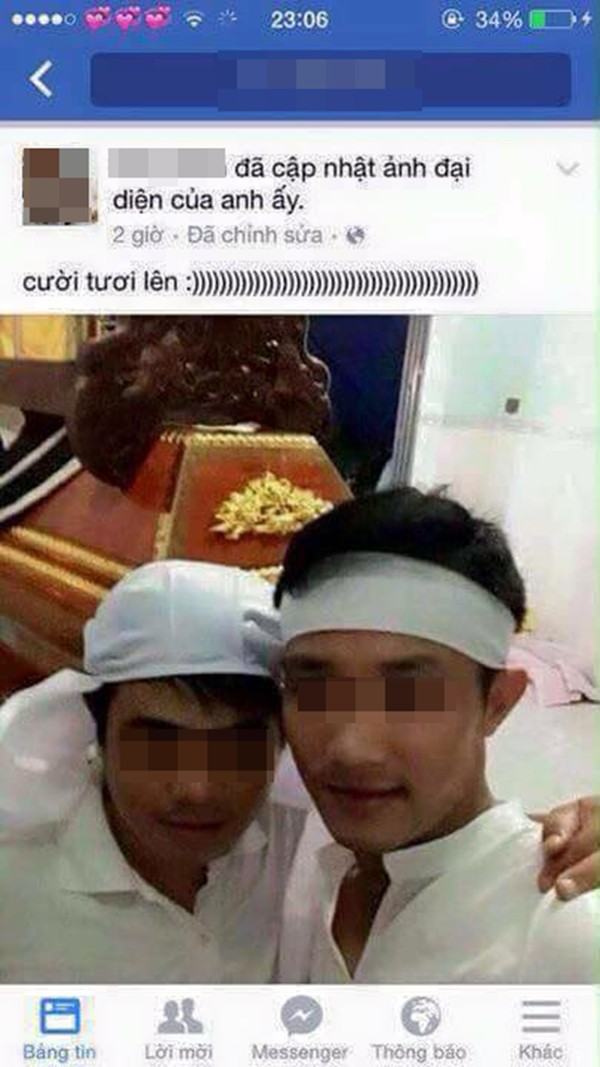 23:06 34%
đã cập nhật ảnh đại
diện của anh ấy.
2 giờ · Đã chỉnh sửa ·
cười tươi lên :))))))))))))))))))))))))))))))))))))))))))
Bảng tin Lời mời Messenger Thông báo Khác